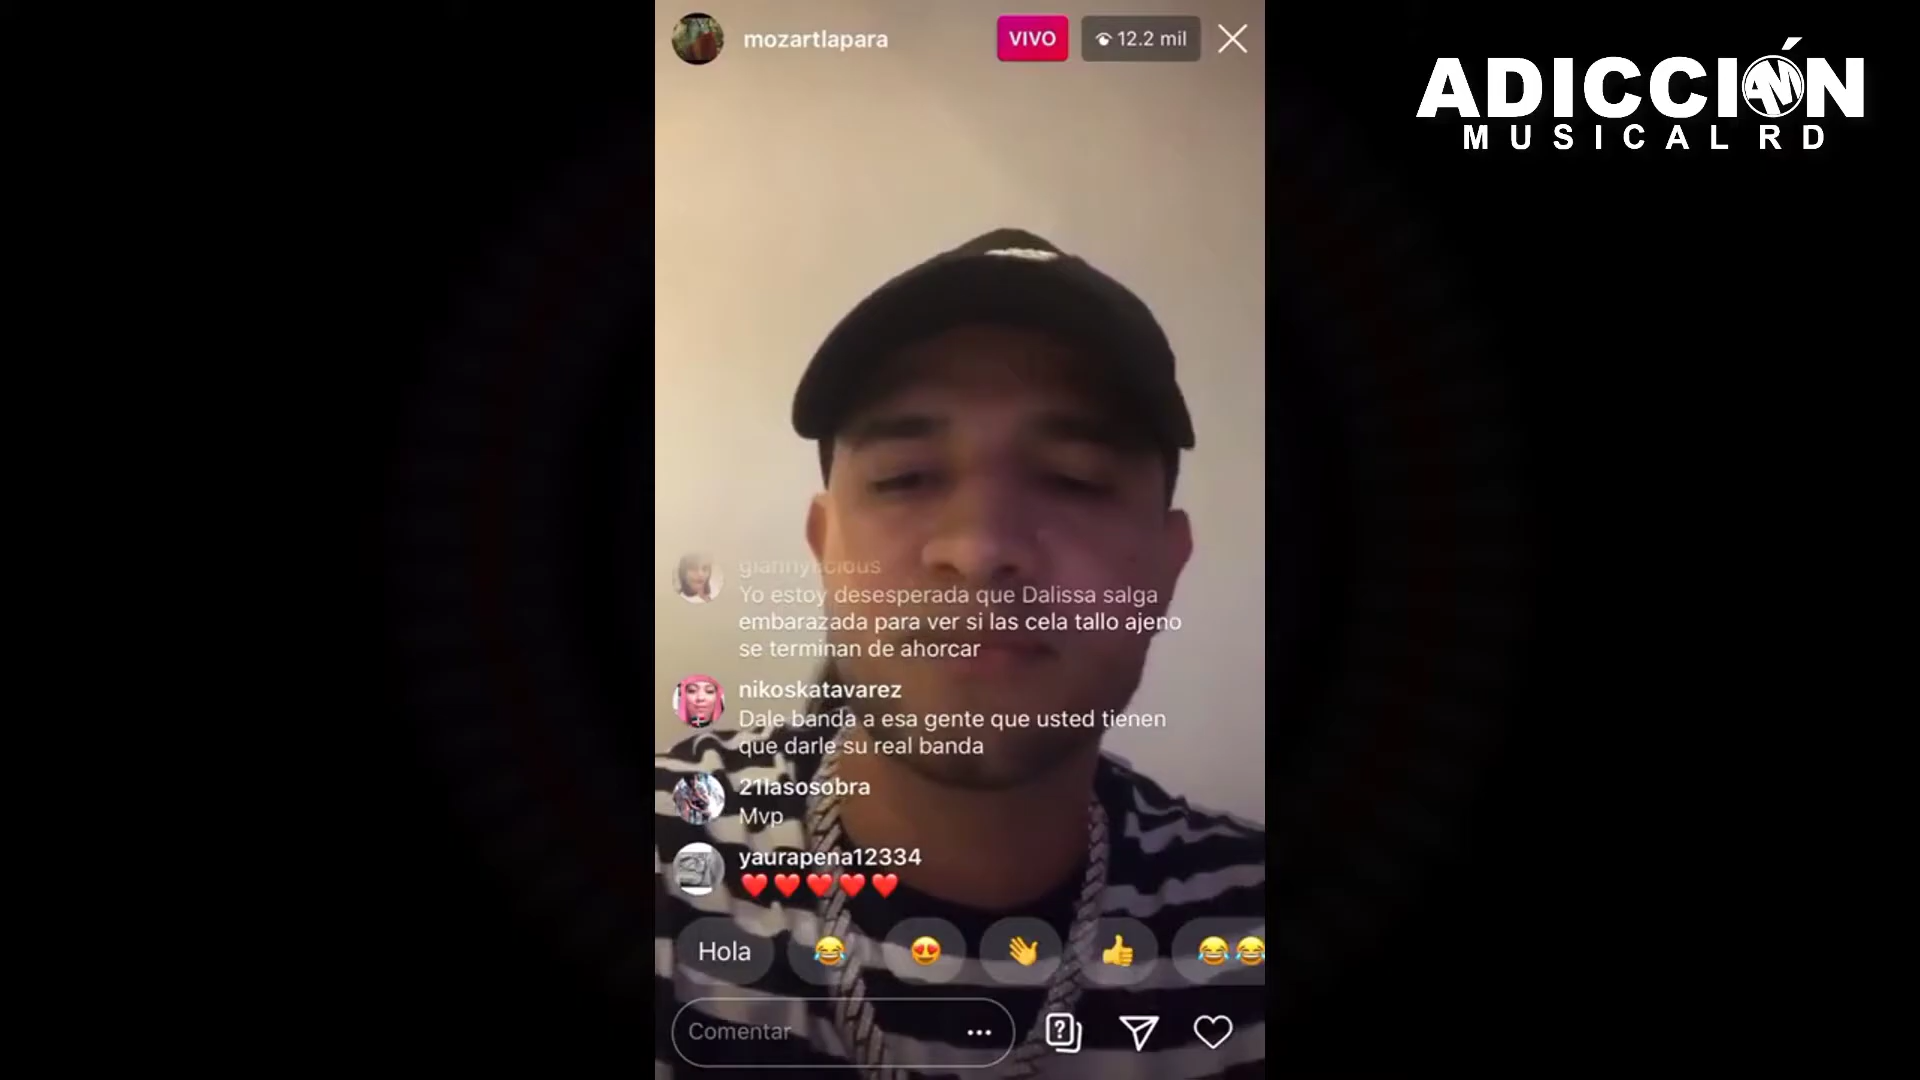 mozartlapara
VIVO
12.2 mil
ADICCIÓN
MUSICAL RD
giannylicious
Yo estoy desesperada que Dalissa salga
embarazada para ver si las cela tallo ajeno
se terminan de ahorcar
nikoskatavarez
Dale banda a esa gente que usted tienen
que darle su real banda
21lasosobra
Mvp
yaurapena12334
❤️❤️❤️❤️❤️
Hola 😂 😍 👋 👍 😂😂
Comentar